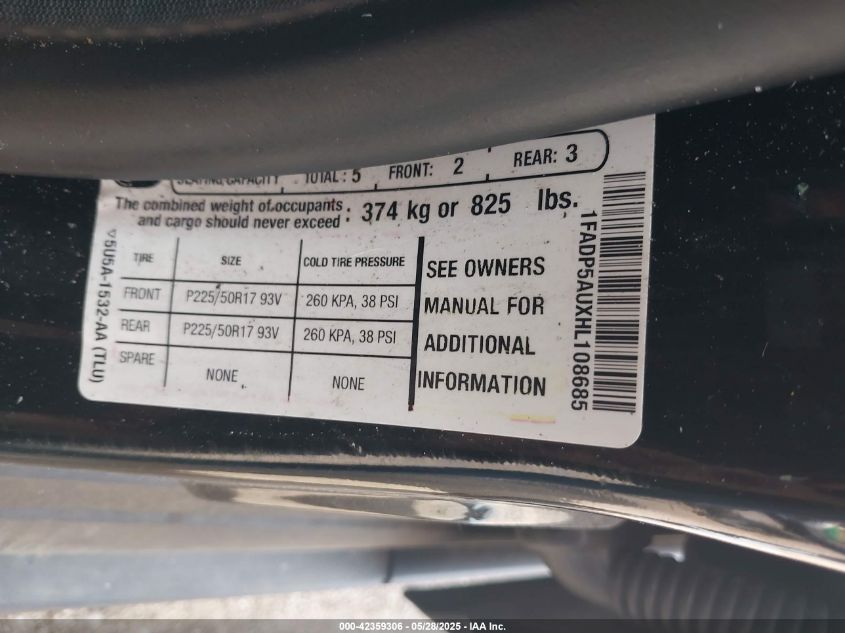 SEATING CAPACITY TOTAL : 5 FRONT: 2 REAR: 3
The combined weight of occupants and cargo should never exceed : 374 kg or 825 lbs.
TIRE SIZE COLD TIRE PRESSURE
FRONT P225/50R17 93V 260 KPA, 38 PSI
REAR P225/50R17 93V 260 KPA, 38 PSI
SPARE NONE NONE
SEE OWNERS
MANUAL FOR
ADDITIONAL
INFORMATION
5U5A-1532-AA (TLU)
1FADP5AUXHL108685
000-42359306 - 05/28/2025 - IAA Inc.